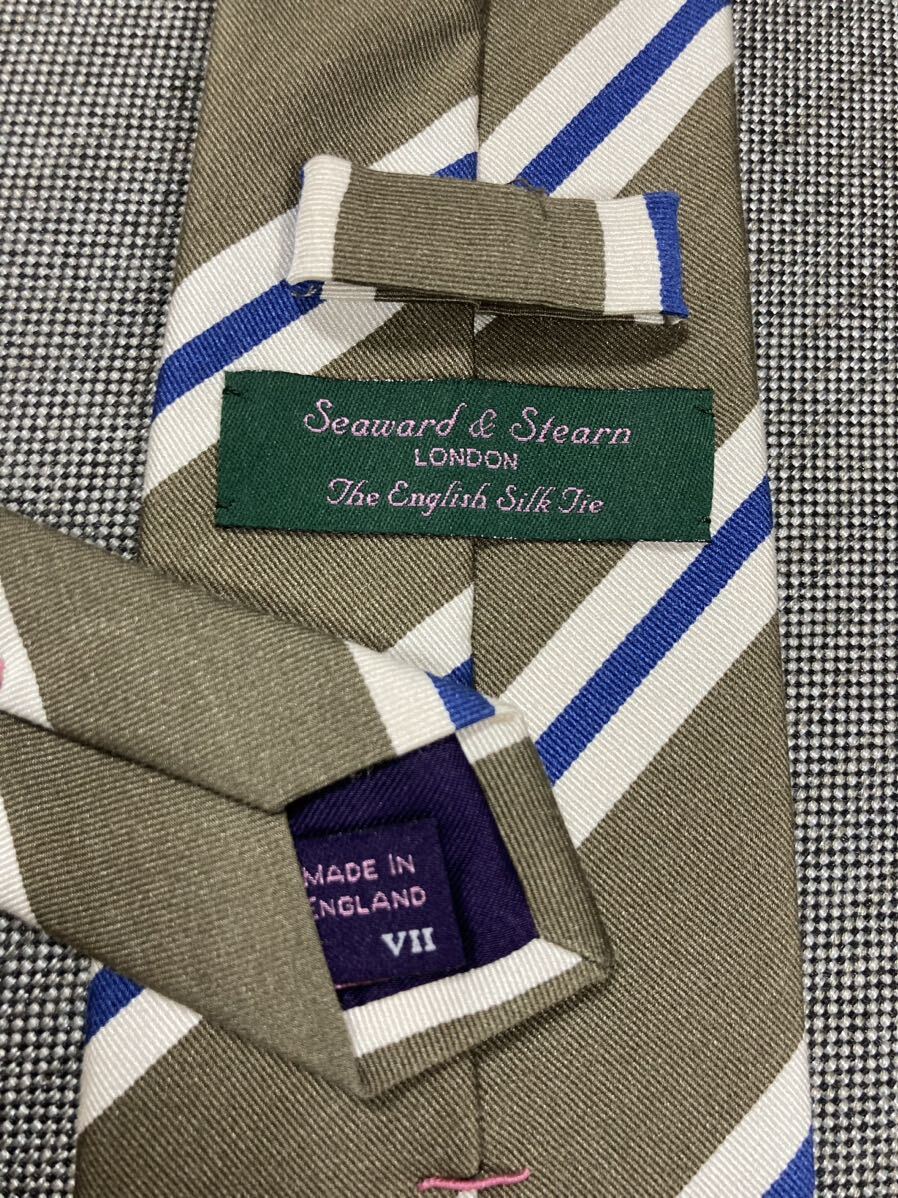 Seaward & Stearn
LONDON
The English Silk Tie
MADE IN
ENGLAND
VII